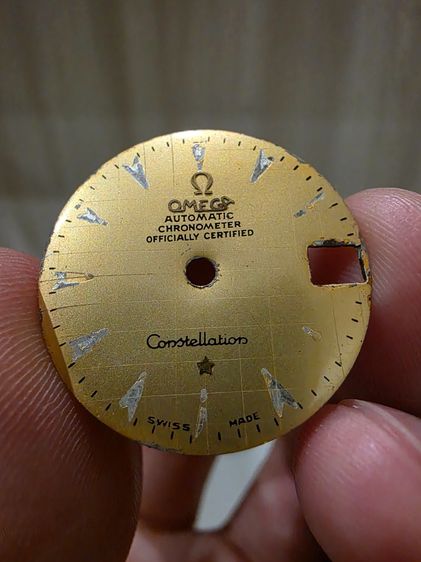 Ω
OMEGA
AUTOMATIC
CHRONOMETER
OFFICIALLY CERTIFIED
Constellation
SWISS MADE